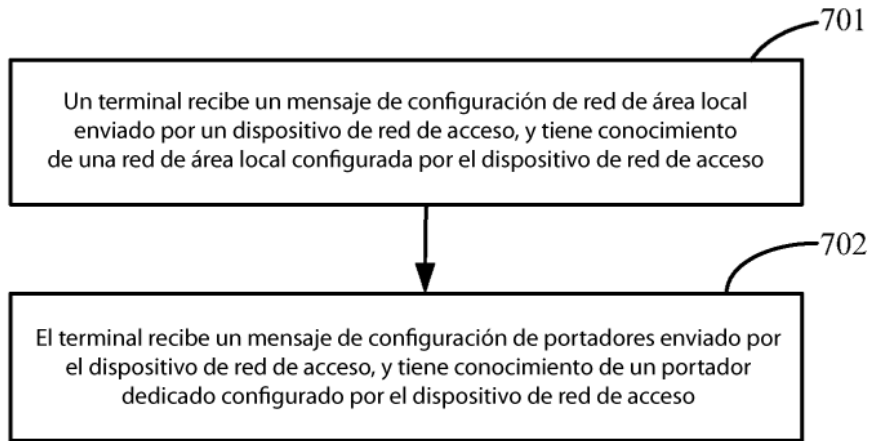 701
Un terminal recibe un mensaje de configuración de red de área local
enviado por un dispositivo de red de acceso, y tiene conocimiento
de una red de área local configurada por el dispositivo de red de acceso
702
El terminal recibe un mensaje de configuración de portadores enviado por
el dispositivo de red de acceso, y tiene conocimiento de un portador
dedicado configurado por el dispositivo de red de acceso